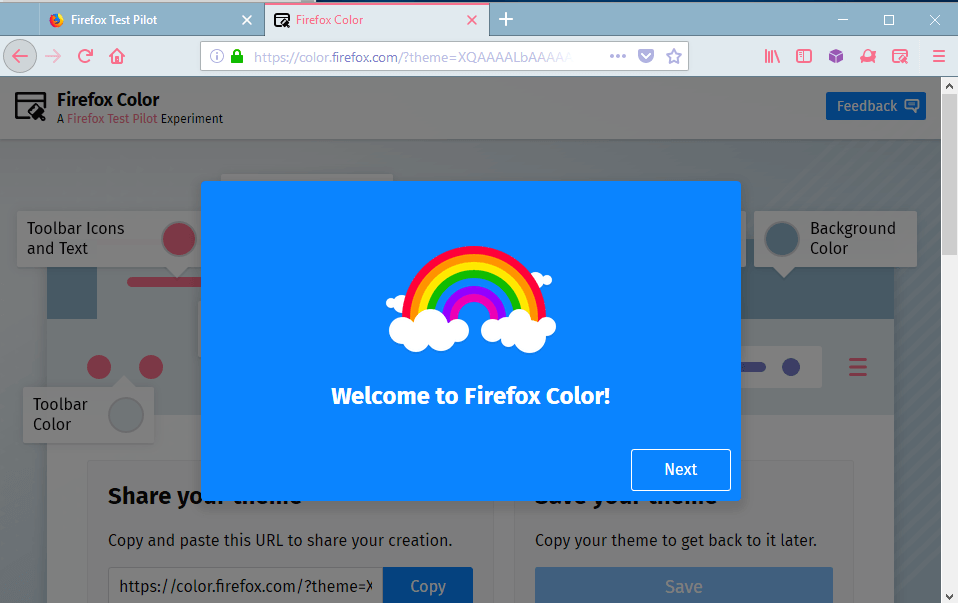 Firefox Test Pilot
Firefox Color
https://color.firefox.com/?theme=XQAAAALbAAAAA
Firefox Color
A Firefox Test Pilot Experiment
Feedback
Toolbar Icons
and Text
Background
Color
Toolbar
Color
Welcome to Firefox Color!
Next
Share your theme
Save your theme
Copy and paste this URL to share your creation.
Copy your theme to get back to it later.
https://color.firefox.com/?theme=X
Copy
Save